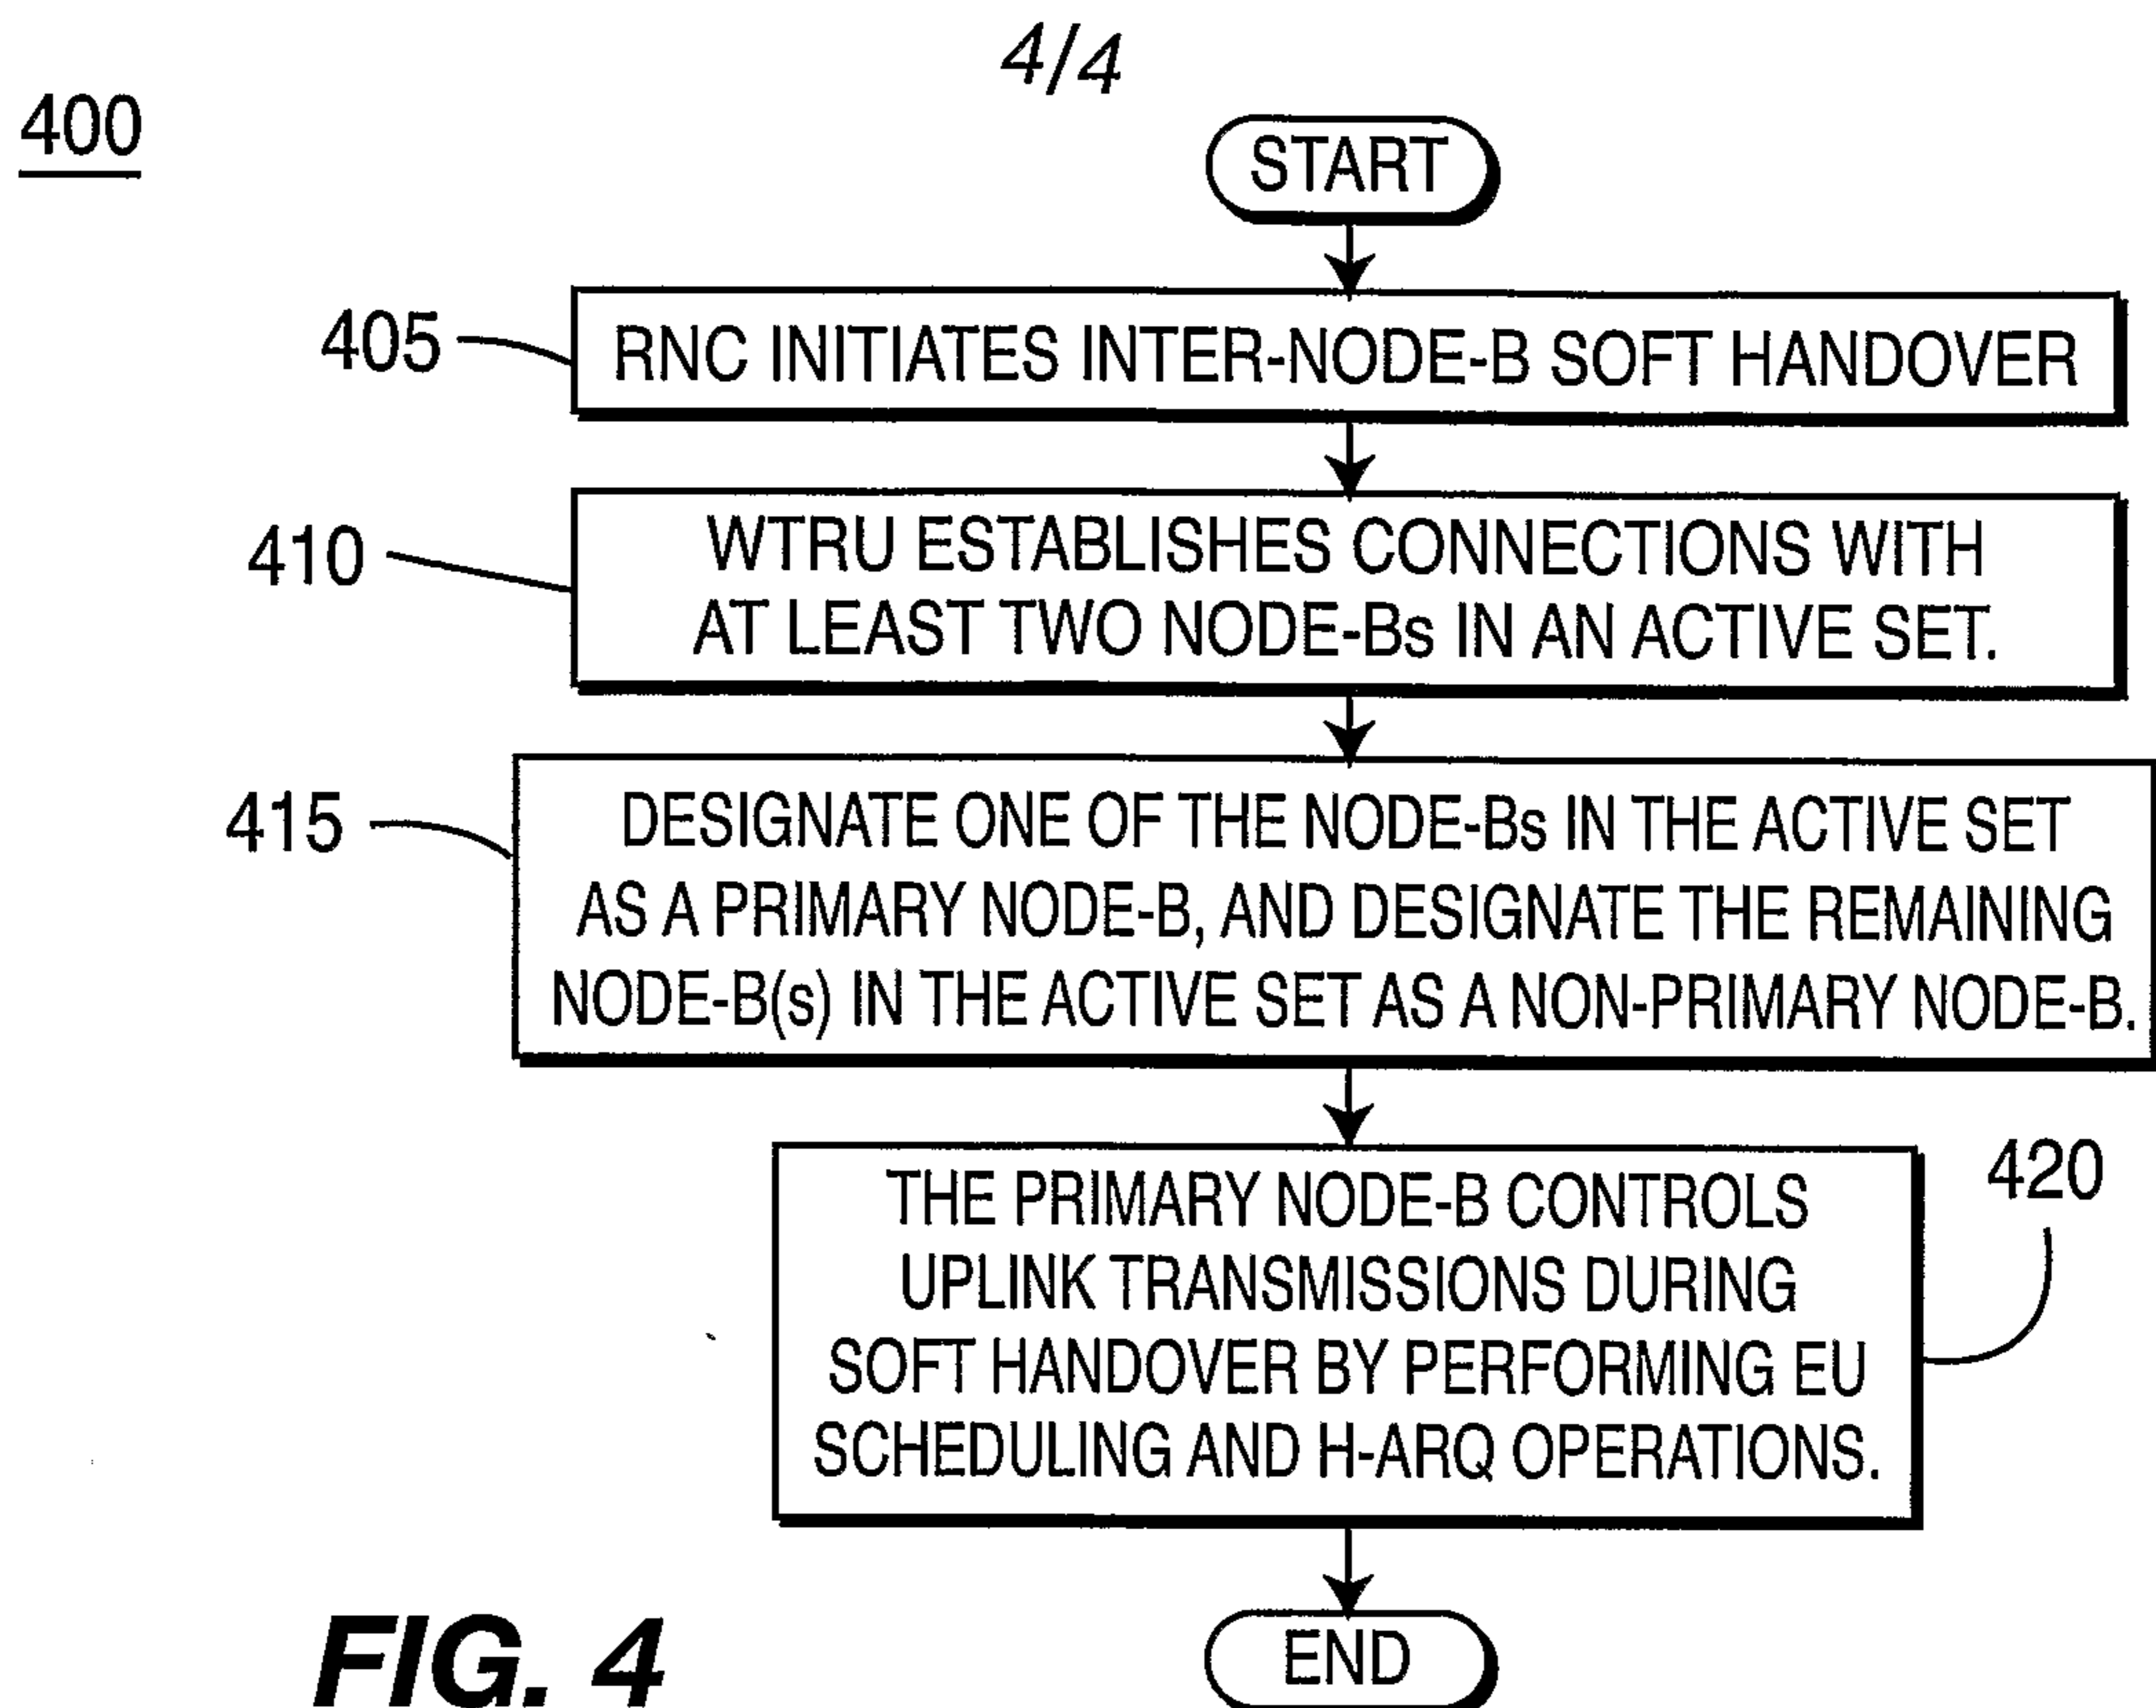 4/4
400
START
405
RNC INITIATES INTER-NODE-B SOFT HANDOVER
410
WTRU ESTABLISHES CONNECTIONS WITH
AT LEAST TWO NODE-Bs IN AN ACTIVE SET.
415
DESIGNATE ONE OF THE NODE-Bs IN THE ACTIVE SET
AS A PRIMARY NODE-B, AND DESIGNATE THE REMAINING
NODE-B(s) IN THE ACTIVE SET AS A NON-PRIMARY NODE-B.
420
THE PRIMARY NODE-B CONTROLS
UPLINK TRANSMISSIONS DURING
SOFT HANDOVER BY PERFORMING EU
SCHEDULING AND H-ARQ OPERATIONS.
END
FIG. 4